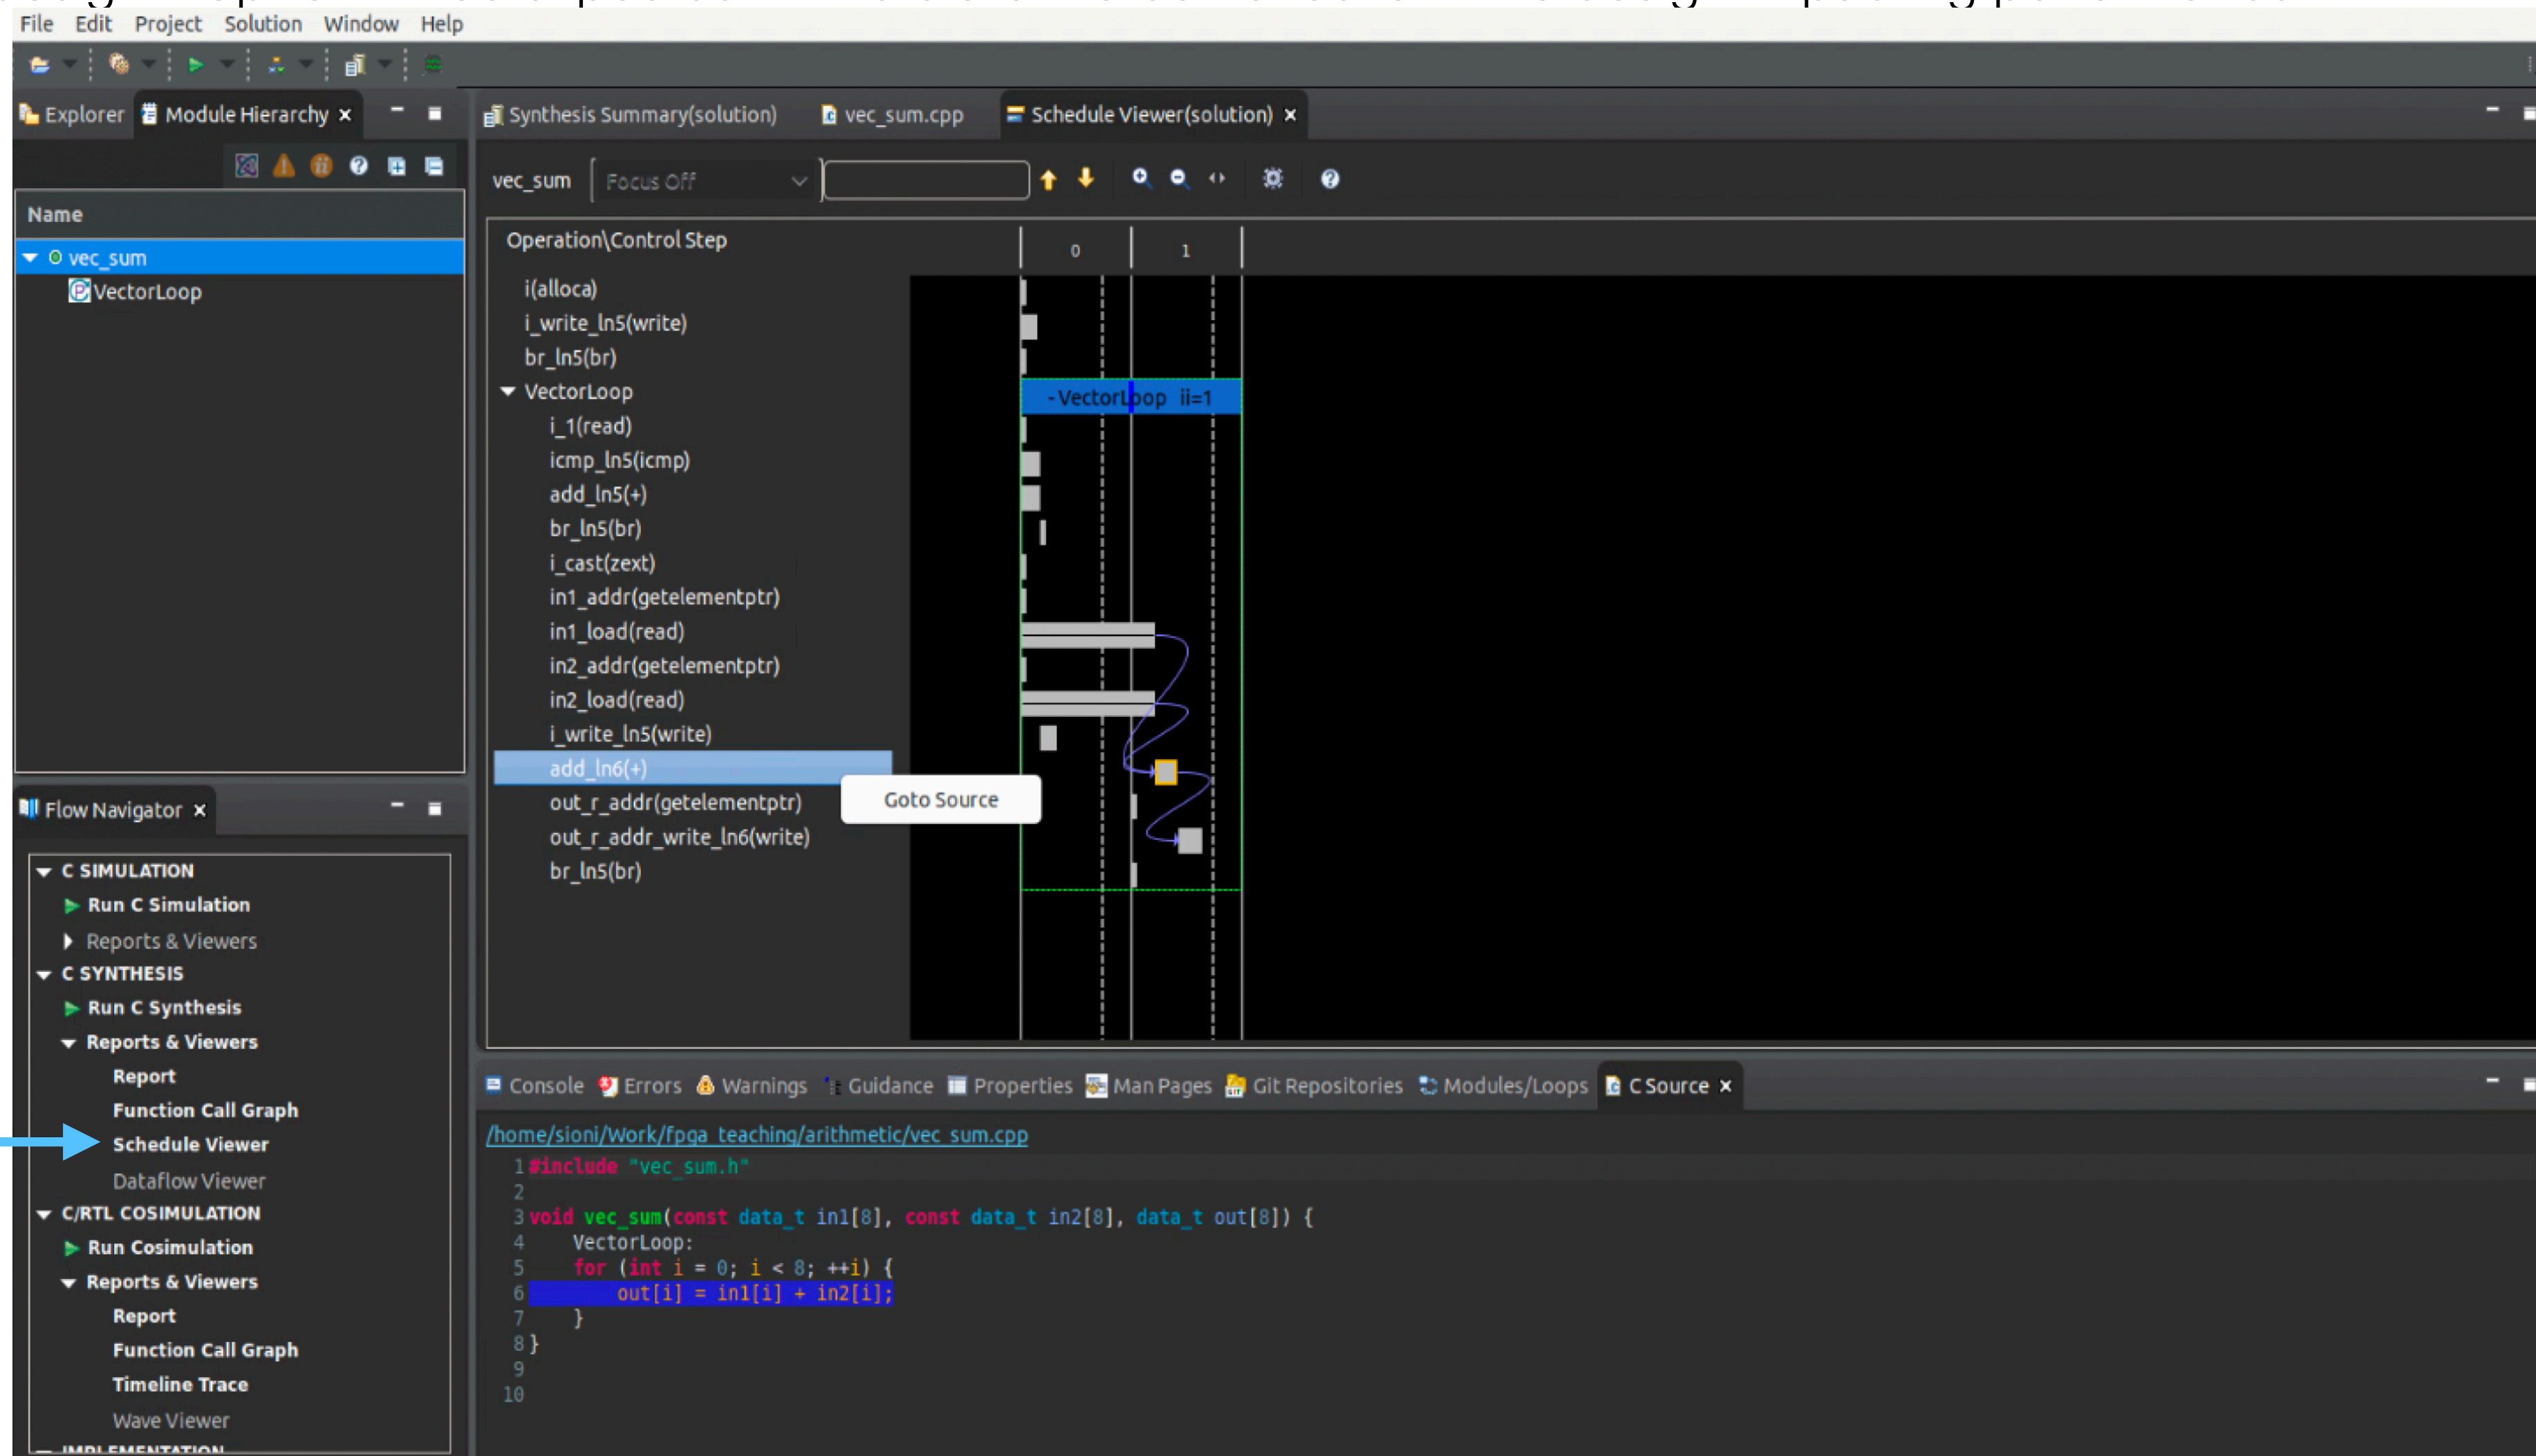 File Edit Project Solution Window Help
Explorer Module Hierarchy
Name
vec_sum
VectorLoop
Synthesis Summary(solution) vec_sum.cpp Schedule Viewer(solution)
vec_sum Focus Off
Operation\Control Step 0 1
i(alloca)
i_write_ln5(write)
br_ln5(br)
VectorLoop -VectorLoop ii=1
i_1(read)
icmp_ln5(icmp)
add_ln5(+)
br_ln5(br)
i_cast(zext)
in1_addr(getelementptr)
in1_load(read)
in2_addr(getelementptr)
in2_load(read)
i_write_ln5(write)
add_ln6(+)
Goto Source
out_r_addr(getelementptr)
out_r_addr_write_ln6(write)
br_ln5(br)
Flow Navigator
C SIMULATION
Run C Simulation
Reports & Viewers
C SYNTHESIS
Run C Synthesis
Reports & Viewers
Report
Function Call Graph
Schedule Viewer
Dataflow Viewer
C/RTL COSIMULATION
Run Cosimulation
Reports & Viewers
Report
Function Call Graph
Timeline Trace
Wave Viewer
IMPLEMENTATION
Console Errors Warnings Guidance Properties Man Pages Git Repositories Modules/Loops C Source
/home/sioni/Work/fpga_teaching/arithmetic/vec_sum.cpp
1 #include "vec_sum.h"
2
3 void vec_sum(const data_t in1[8], const data_t in2[8], data_t out[8]) {
4 VectorLoop:
5 for (int i = 0; i < 8; ++i) {
6 out[i] = in1[i] + in2[i];
7 }
8 }
9
10